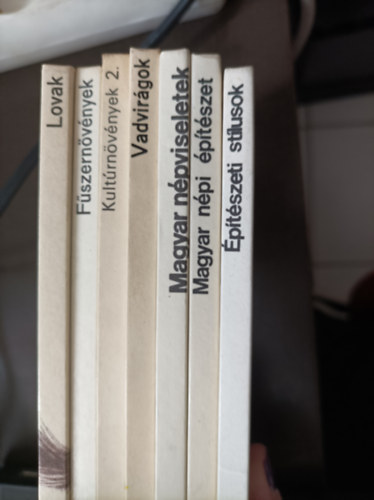 Lovak
Fűszernövények
Kultúrnövények 2.
Vadvirágok
Magyar népviseletek
Magyar népi építészet
Építészeti stílusok